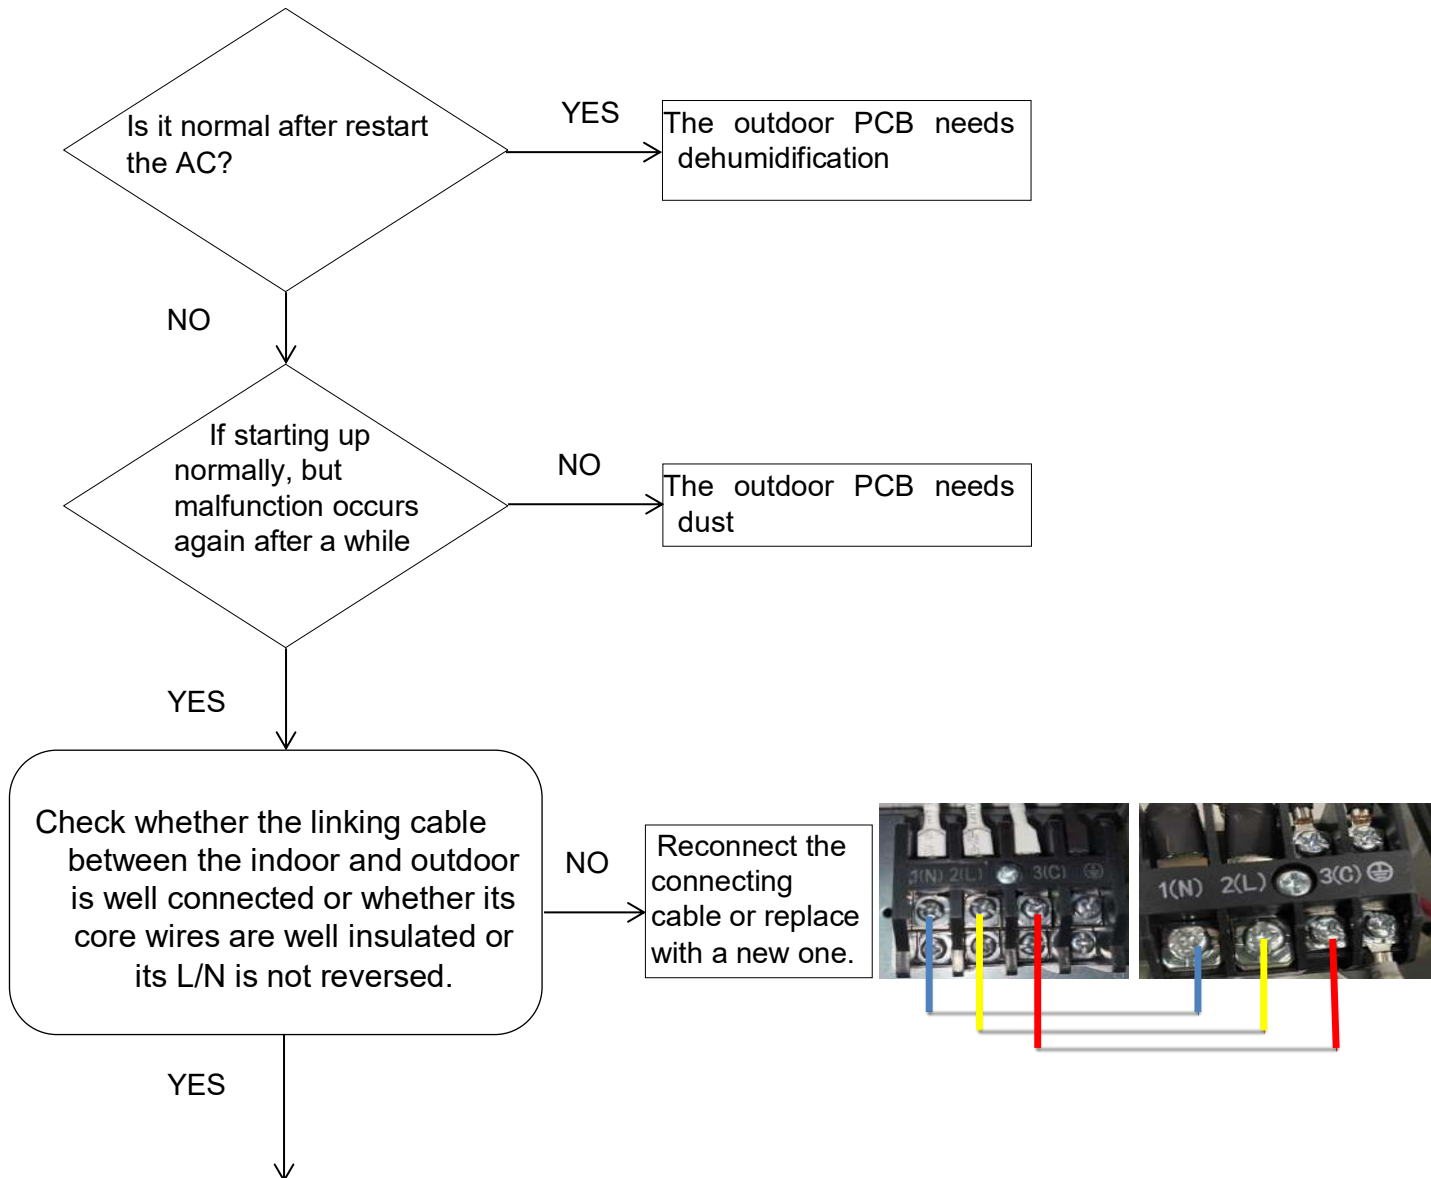 Is it normal after restart
the AC?
YES
The outdoor PCB needs
dehumidification
NO
If starting up
normally, but
malfunction occurs
again after a while
NO
The outdoor PCB needs
dust
YES
Check whether the linking cable
between the indoor and outdoor
is well connected or whether its
core wires are well insulated or
its L/N is not reversed.
NO
Reconnect the
connecting
cable or replace
with a new one.
1(N) 2(L) 3(C)
1(N) 2(L) 3(C)
YES